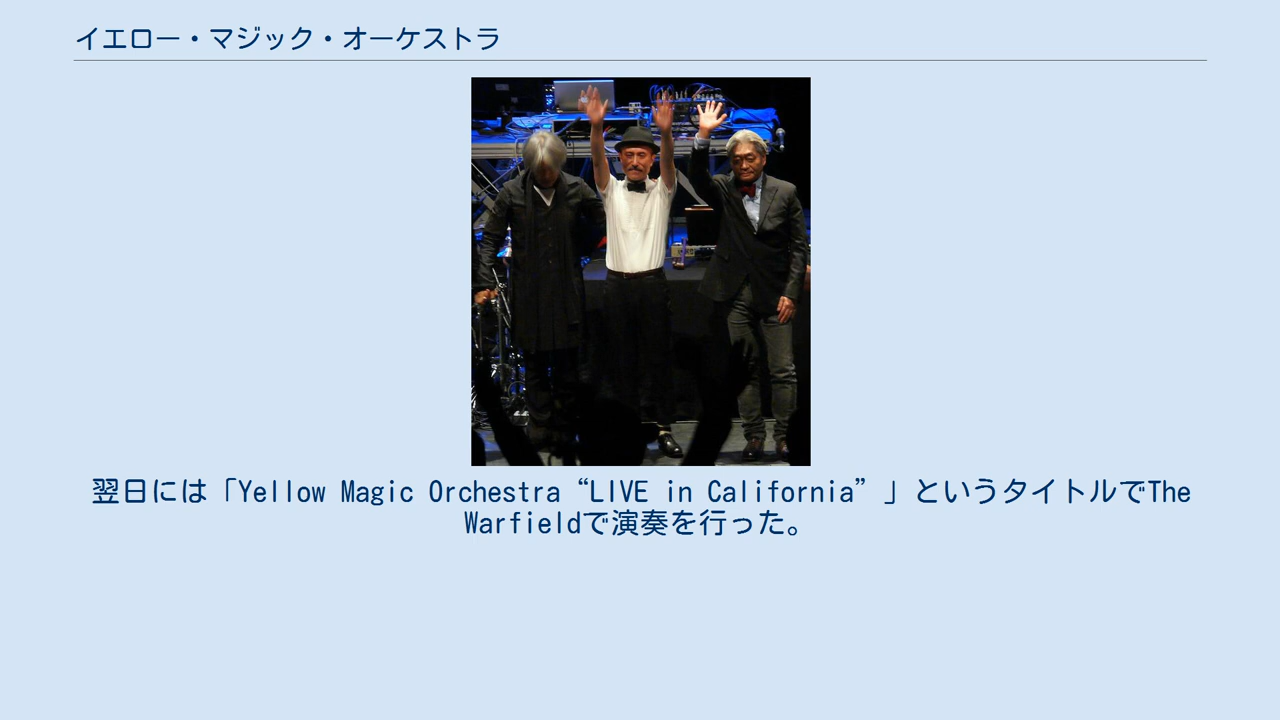 イエロー・マジック・オーケストラ
翌日には「Yellow Magic Orchestra“LIVE in California”」というタイトルでThe
Warfieldで演奏を行った。